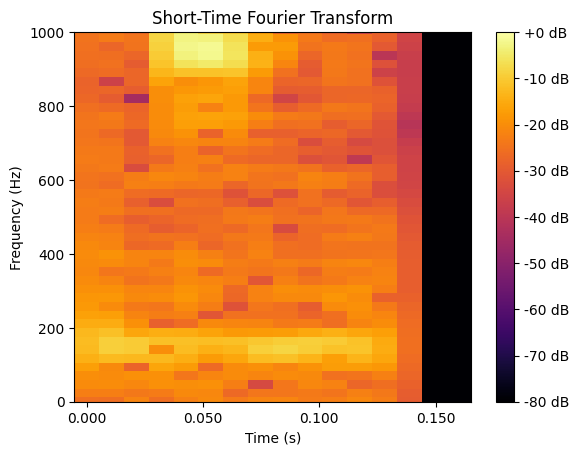 Short-Time Fourier Transform
1000
800
600
400
200
0
Frequency (Hz)
0.000
0.050
0.100
0.150
Time (s)
+0 dB
-10 dB
-20 dB
-30 dB
-40 dB
-50 dB
-60 dB
-70 dB
-80 dB